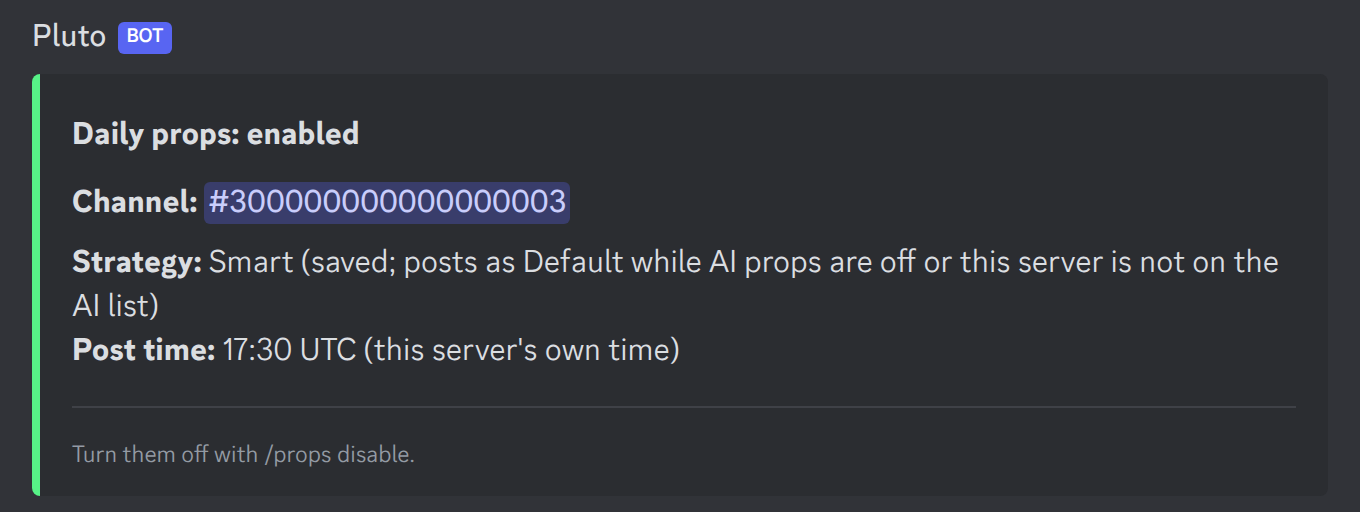 Pluto BOT
Daily props: enabled
Channel: #300000000000000003
Strategy: Smart (saved; posts as Default while AI props are off or this server is not on the
AI list)
Post time: 17:30 UTC (this server's own time)
Turn them off with /props disable.